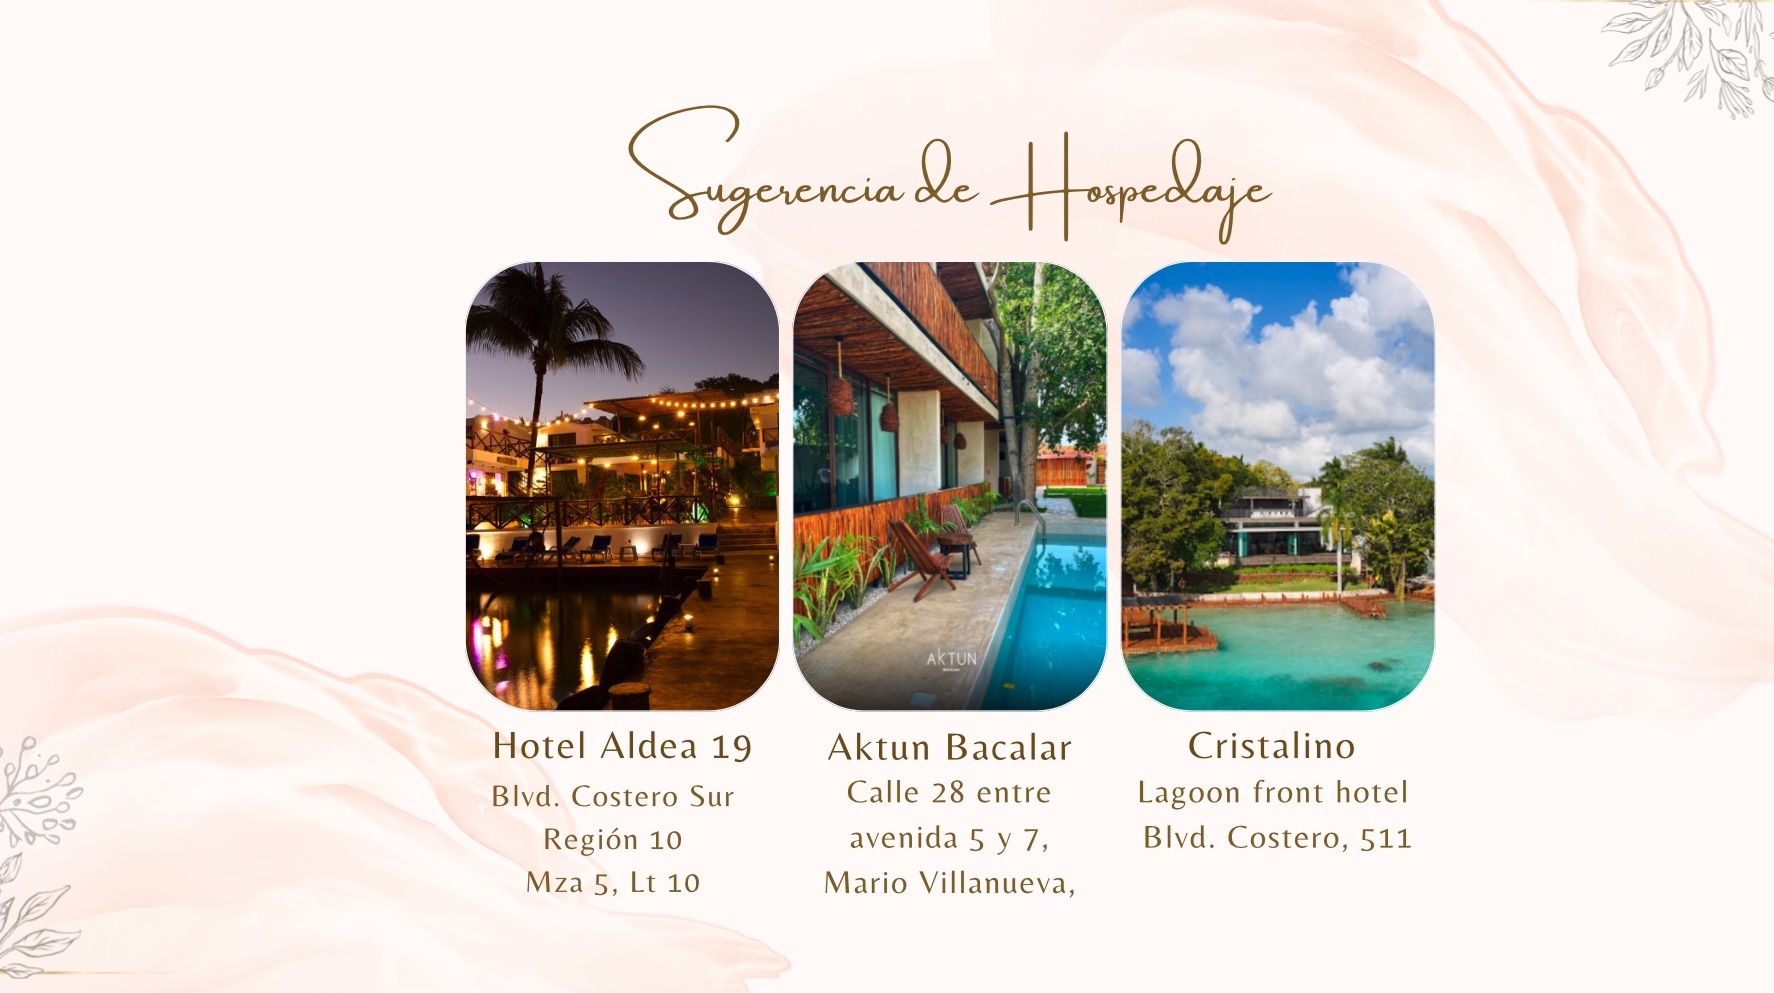 Sugerencia de Hospedaje
AKTUN
BACALAR
Hotel Aldea 19
Blvd. Costero Sur
Región 10
Mza 5, Lt 10
Aktun Bacalar
Calle 28 entre
avenida 5 y 7,
Mario Villanueva,
Cristalino
Lagoon front hotel
Blvd. Costero, 511